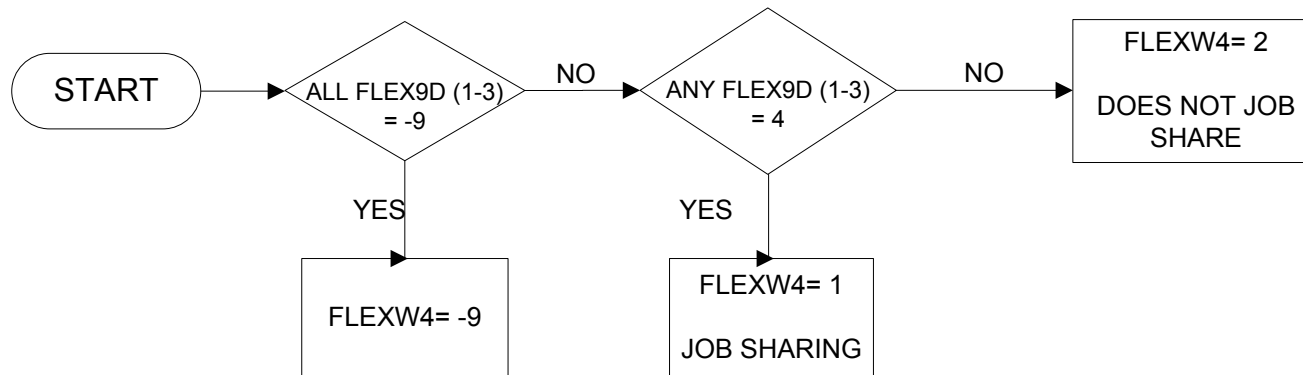 START
ALL FLEX9D (1-3)
= -9
NO
ANY FLEX9D (1-3)
= 4
NO
FLEXW4= 2
DOES NOT JOB
SHARE
YES
YES
FLEXW4= -9
FLEXW4= 1
JOB SHARING